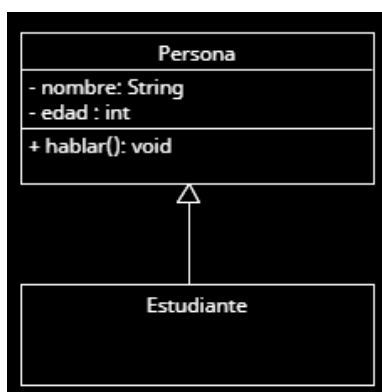 Persona
- nombre: String
- edad : int
+ hablar(): void
Estudiante